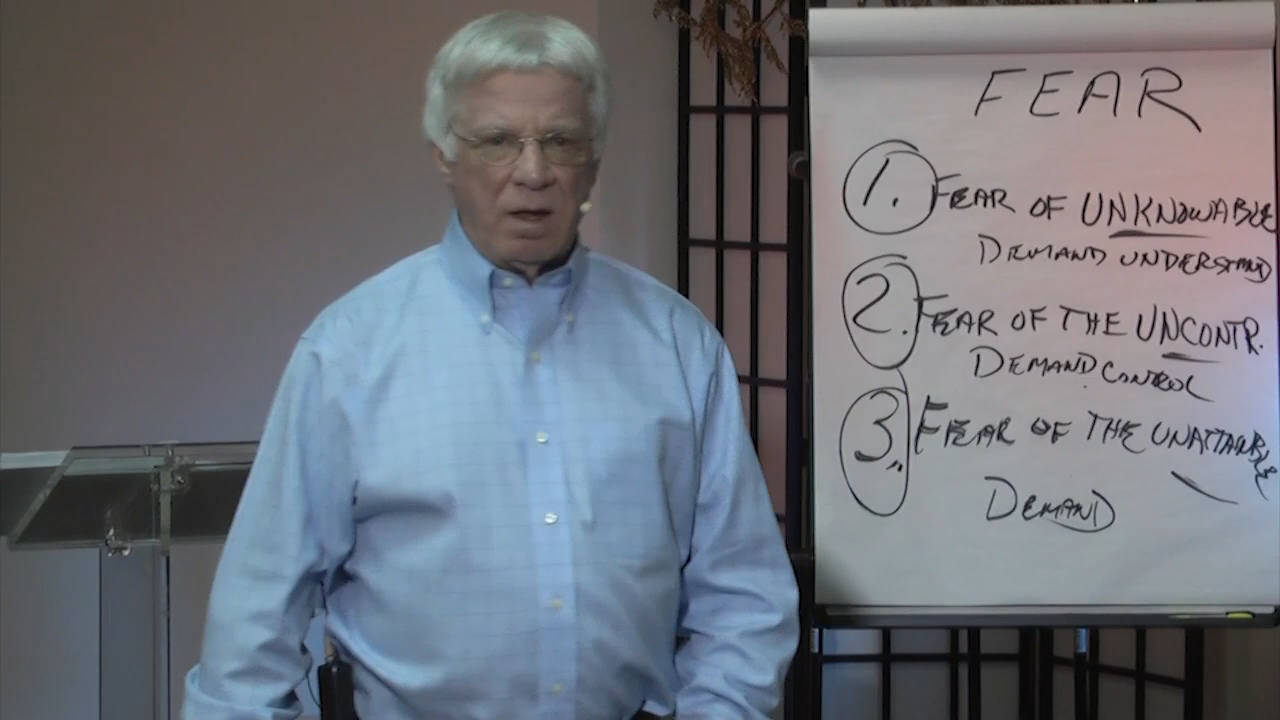 FEAR
1. FEAR OF UNKNOWABLE
DEMAND UNDERSTAND
2. FEAR OF THE UNCONTR.
DEMAND CONTROL
3. FEAR OF THE UNATTAINABLE
DEMAND